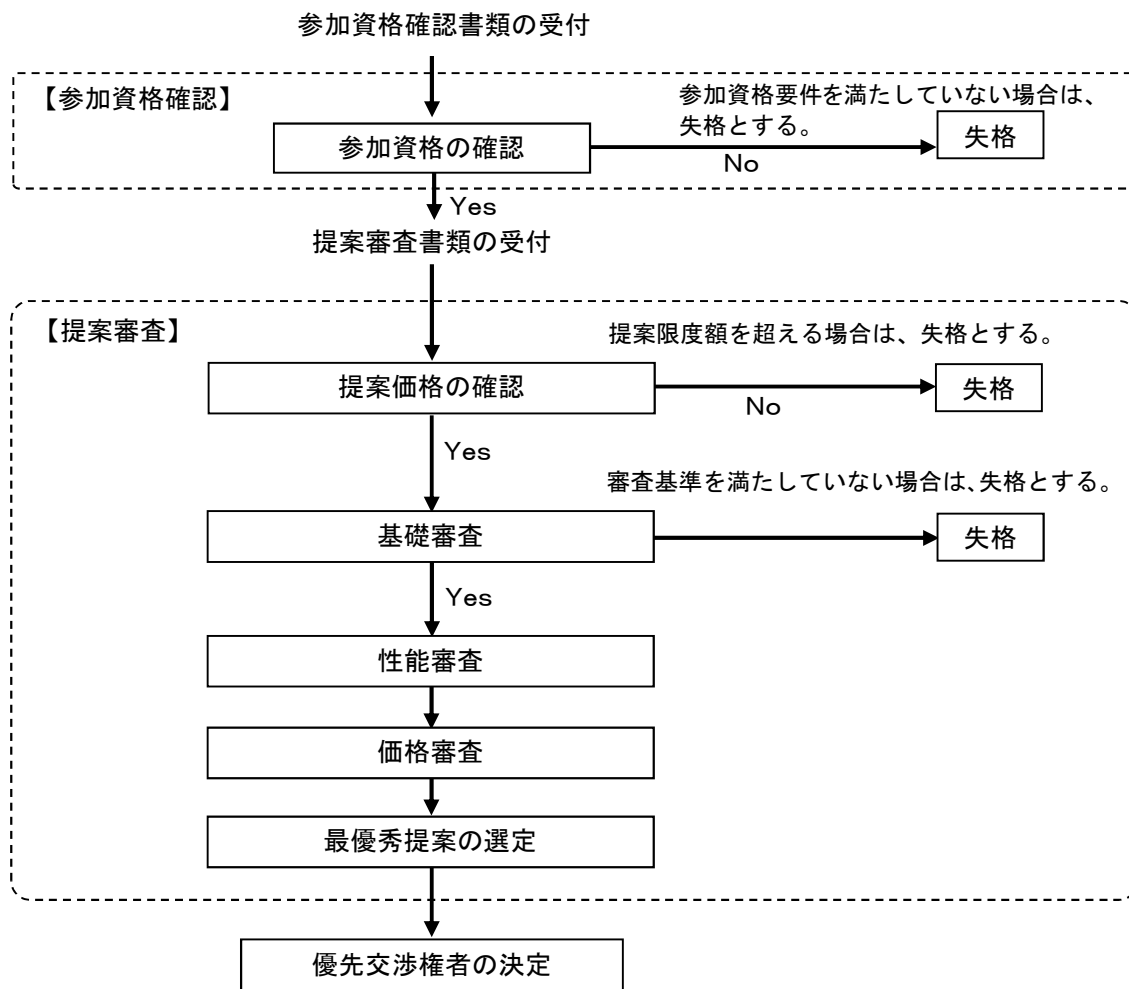 参加資格確認書類の受付
【参加資格確認】
参加資格要件を満たしていない場合は、
失格とする。
参加資格の確認
失格
No
Yes
提案審査書類の受付
【提案審査】
提案限度額を超える場合は、失格とする。
提案価格の確認
失格
No
Yes
審査基準を満たしていない場合は、失格とする。
基礎審査
失格
Yes
性能審査
価格審査
最優秀提案の選定
優先交渉権者の決定